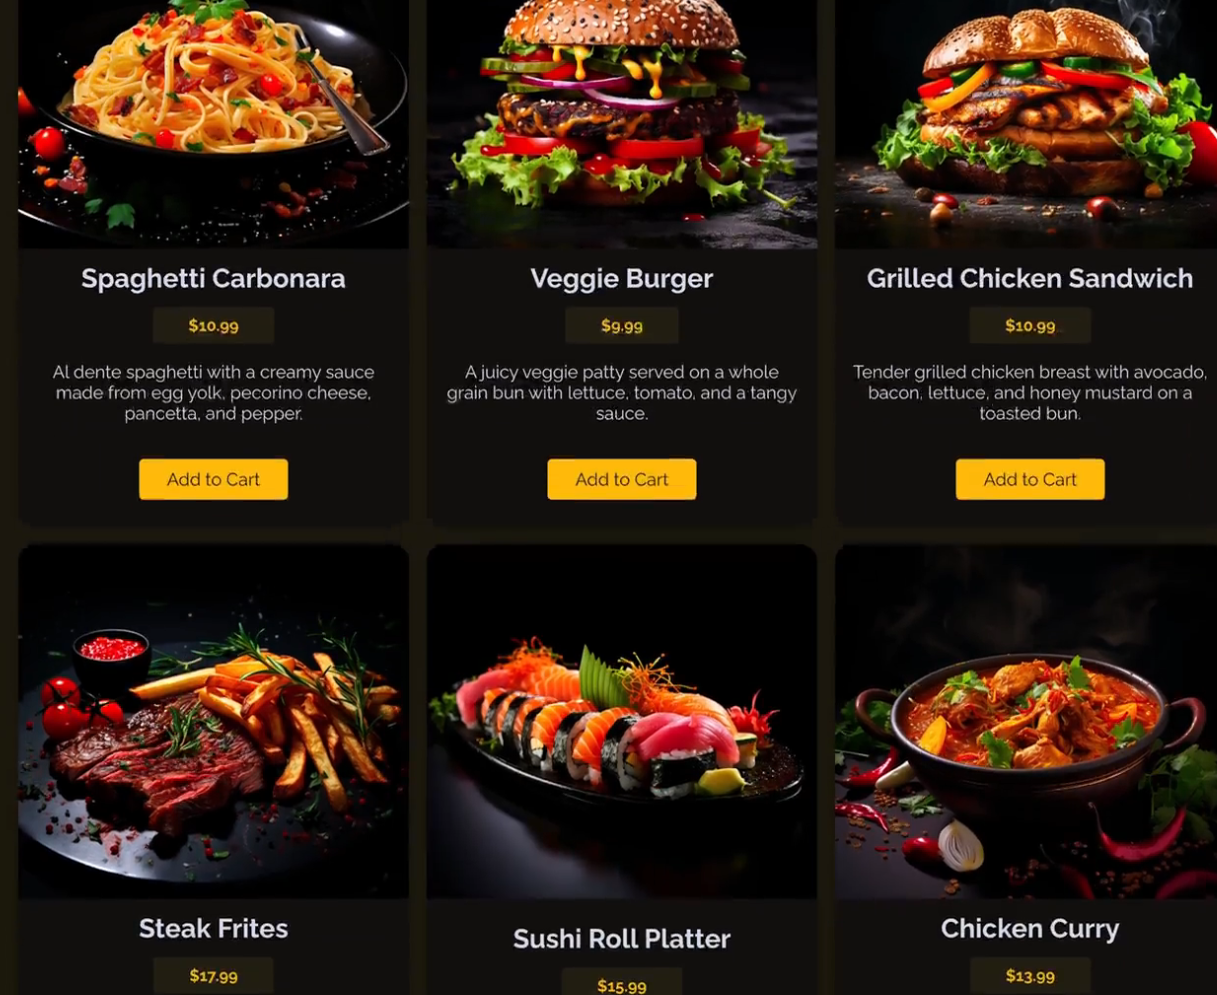 Spaghetti Carbonara
$10.99
Al dente spaghetti with a creamy sauce
made from egg yolk, pecorino cheese,
pancetta, and pepper.
Add to Cart
Veggie Burger
$9.99
A juicy veggie patty served on a whole
grain bun with lettuce, tomato, and a tangy
sauce.
Add to Cart
Grilled Chicken Sandwich
$10.99
Tender grilled chicken breast with avocado,
bacon, lettuce, and honey mustard on a
toasted bun.
Add to Cart
Steak Frites
$17.99
Sushi Roll Platter
$15.99
Chicken Curry
$13.99